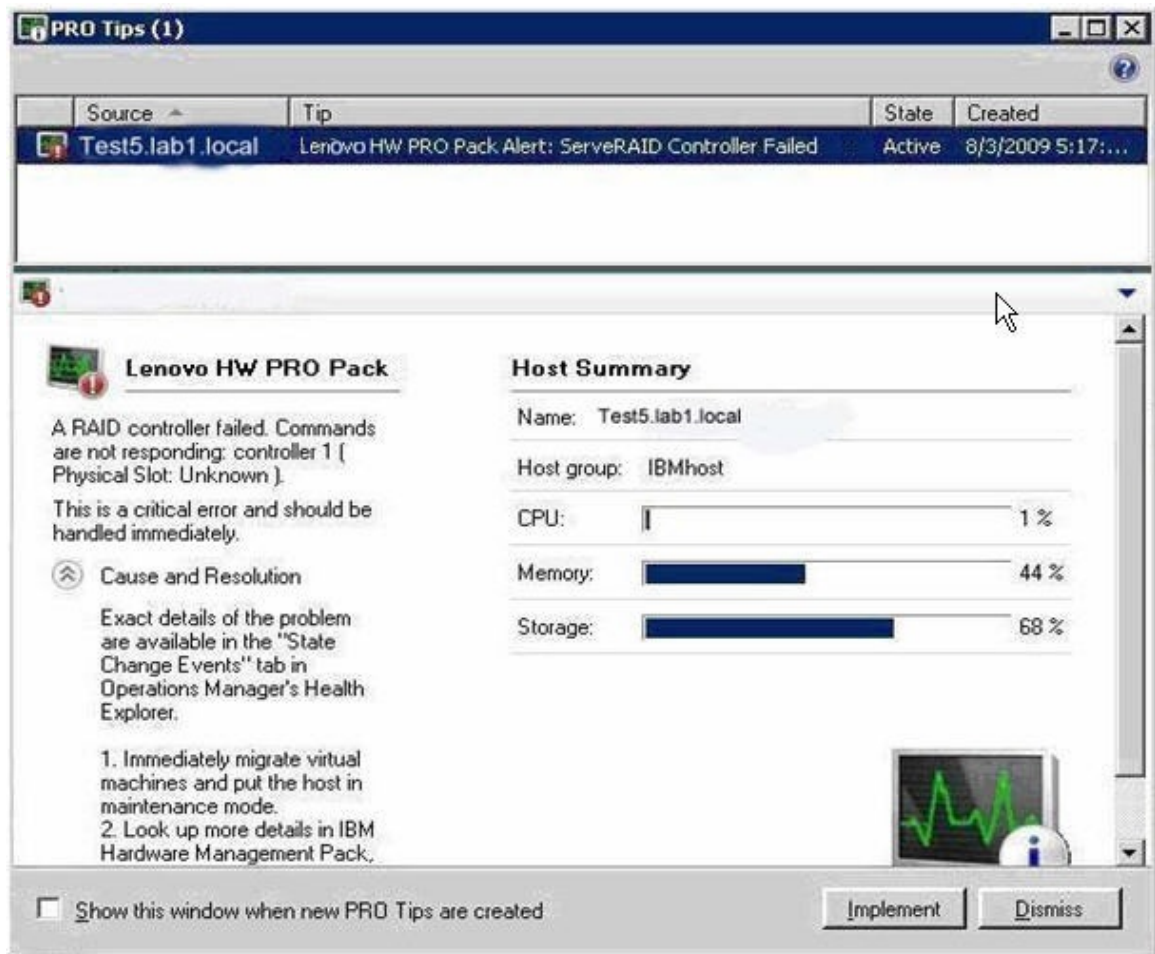 PRO Tips (1)
Source Tip State Created
Test5.lab1.local Lenovo HW PRO Pack Alert: ServeRAID Controller Failed Active 8/3/2009 5:17:...
Lenovo HW PRO Pack
A RAID controller failed. Commands
are not responding: controller 1 (
Physical Slot: Unknown ).
This is a critical error and should be
handled immediately.
Cause and Resolution
Exact details of the problem
are available in the "State
Change Events" tab in
Operations Manager's Health
Explorer.
1. Immediately migrate virtual
machines and put the host in
maintenance mode.
2. Look up more details in IBM
Hardware Management Pack,
Host Summary
Name: Test5.lab1.local
Host group: IBMhost
CPU: 1 %
Memory: 44 %
Storage: 68 %
Show this window when new PRO Tips are created
Implement
Dismiss